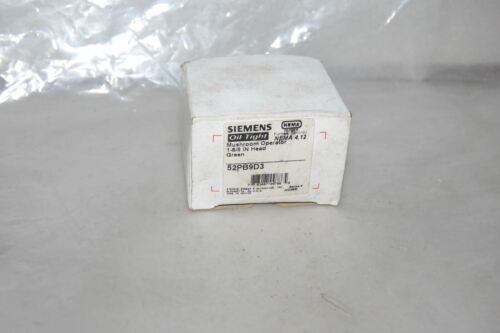 SIEMENS
NEMA
Oil Tight
NEMA 4,12
Mushroom Operator
1-5/8 IN Head
Green
52PB9D3